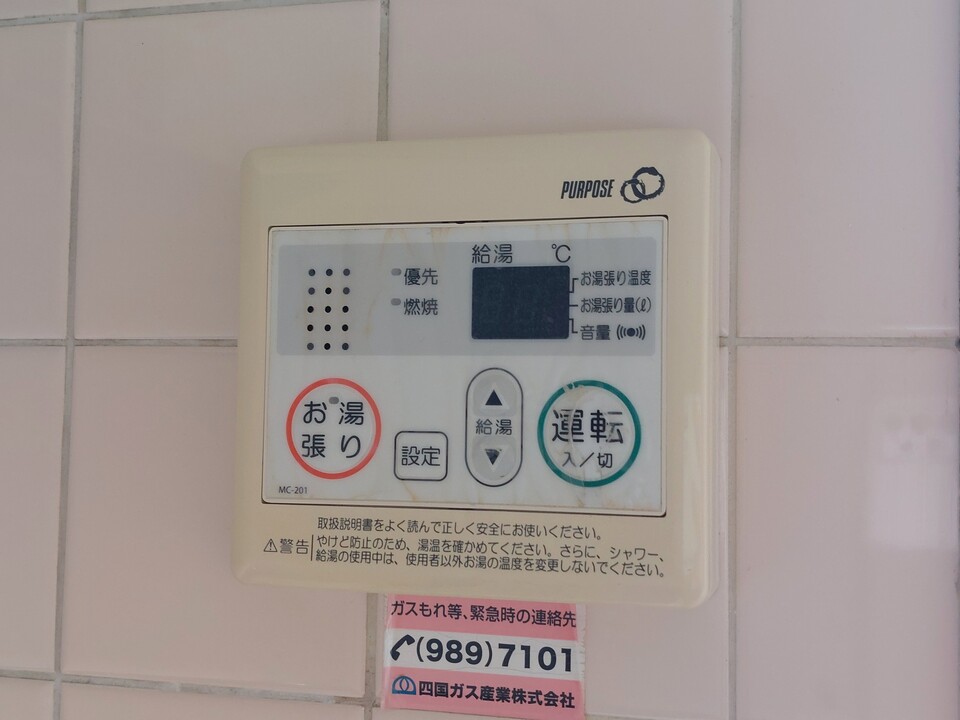 PURPOSE
給湯 ℃
優先
燃焼
お湯張り温度
お湯張り量(ℓ)
音量
お湯張り
設定
▲
給湯
▼
運転
入/切
MC-201
取扱説明書をよく読んで正しく安全にお使いください。
⚠警告
やけど防止のため、湯温を確かめてください。さらに、シャワー、
給湯の使用中は、使用者以外お湯の温度を変更しないでください。
ガスもれ等、緊急時の連絡先
(989)7101
四国ガス産業株式会社